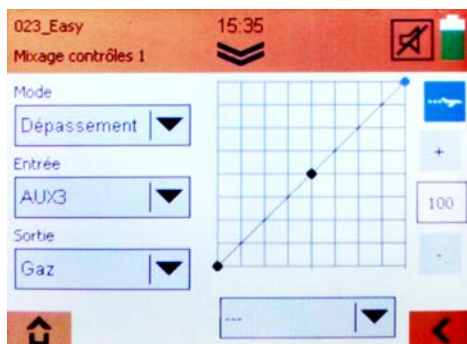 023_Easy
15:35
Mixage contrôles 1
Mode
Dépassement
Entrée
AUX3
Sortie
Gaz
+
100
-
---